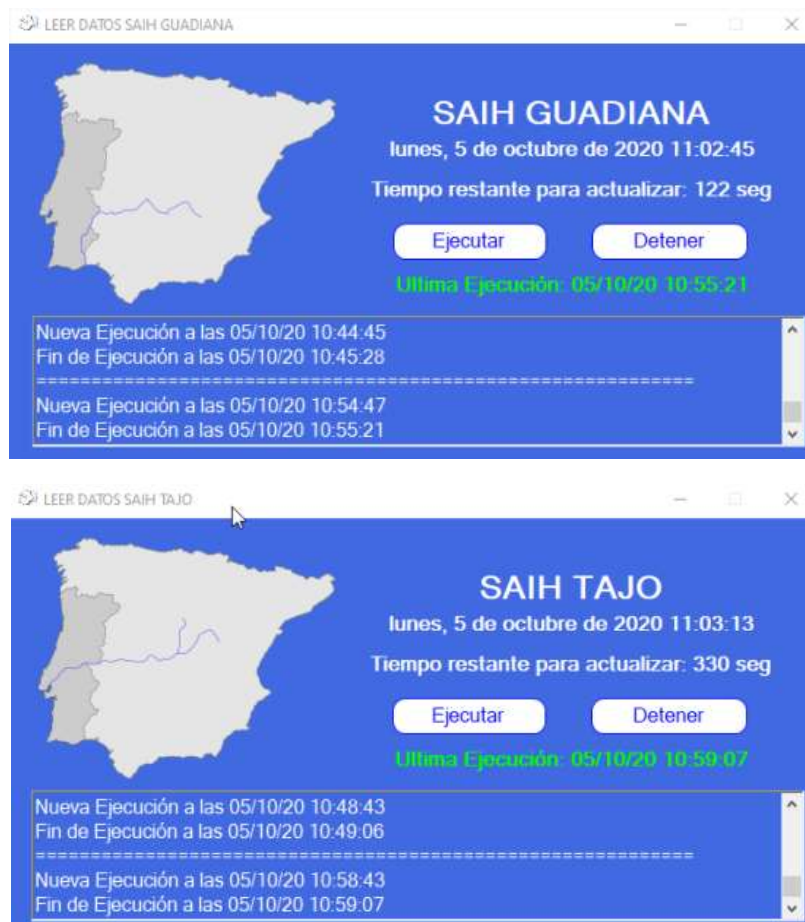 LEER DATOS SAIH GUADIANA
SAIH GUADIANA
lunes, 5 de octubre de 2020 11:02:45
Tiempo restante para actualizar: 122 seg
Ejecutar Detener
Ultima Ejecución: 05/10/20 10:55:21
Nueva Ejecución a las 05/10/20 10:44:45
Fin de Ejecución a las 05/10/20 10:45:28
============================================================
Nueva Ejecución a las 05/10/20 10:54:47
Fin de Ejecución a las 05/10/20 10:55:21
LEER DATOS SAIH TAJO
SAIH TAJO
lunes, 5 de octubre de 2020 11:03:13
Tiempo restante para actualizar: 330 seg
Ejecutar Detener
Ultima Ejecución: 05/10/20 10:59:07
Nueva Ejecución a las 05/10/20 10:48:43
Fin de Ejecución a las 05/10/20 10:49:06
============================================================
Nueva Ejecución a las 05/10/20 10:58:43
Fin de Ejecución a las 05/10/20 10:59:07